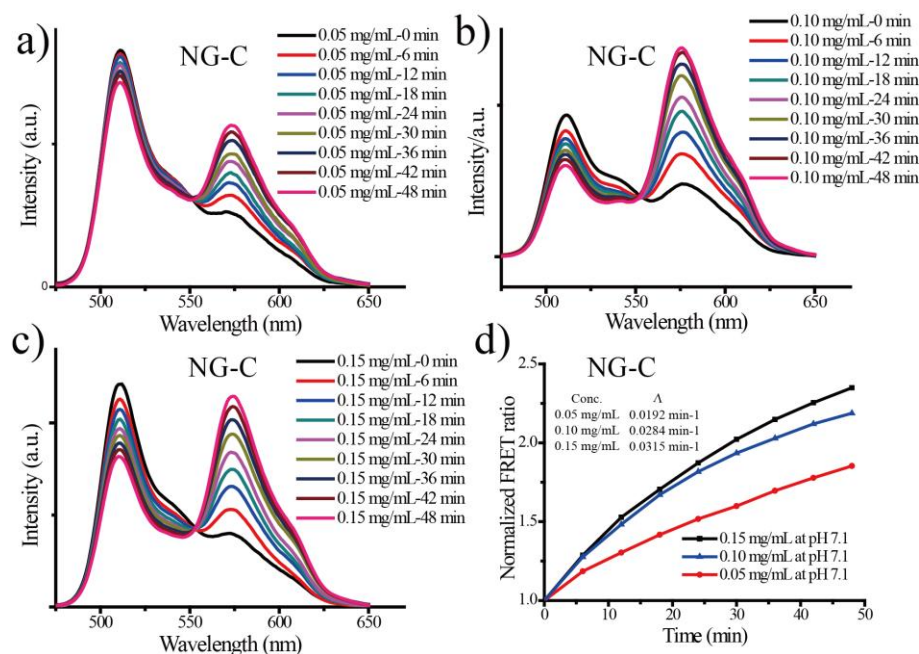 a)
NG-C
0.05 mg/mL-0 min
0.05 mg/mL-6 min
0.05 mg/mL-12 min
0.05 mg/mL-18 min
0.05 mg/mL-24 min
0.05 mg/mL-30 min
0.05 mg/mL-36 min
0.05 mg/mL-42 min
0.05 mg/mL-48 min
Intensity (a.u.)
0
500 550 600 650
Wavelength (nm)
b)
NG-C
0.10 mg/mL-0 min
0.10 mg/mL-6 min
0.10 mg/mL-12 min
0.10 mg/mL-18 min
0.10 mg/mL-24 min
0.10 mg/mL-30 min
0.10 mg/mL-36 min
0.10 mg/mL-42 min
0.10 mg/mL-48 min
Intensity/a.u.
500 550 600 650
Wavelength (nm)
c)
NG-C
0.15 mg/mL-0 min
0.15 mg/mL-6 min
0.15 mg/mL-12 min
0.15 mg/mL-18 min
0.15 mg/mL-24 min
0.15 mg/mL-30 min
0.15 mg/mL-36 min
0.15 mg/mL-42 min
0.15 mg/mL-48 min
Intensity (a.u.)
500 550 600 650
Wavelength (nm)
d)
NG-C
Conc. Λ
0.05 mg/mL 0.0192 min-1
0.10 mg/mL 0.0284 min-1
0.15 mg/mL 0.0315 min-1
0.15 mg/mL at pH 7.1
0.10 mg/mL at pH 7.1
0.05 mg/mL at pH 7.1
Normalized FRET ratio
2.5
2.0
1.5
1.0
0 10 20 30 40 50
Time (min)